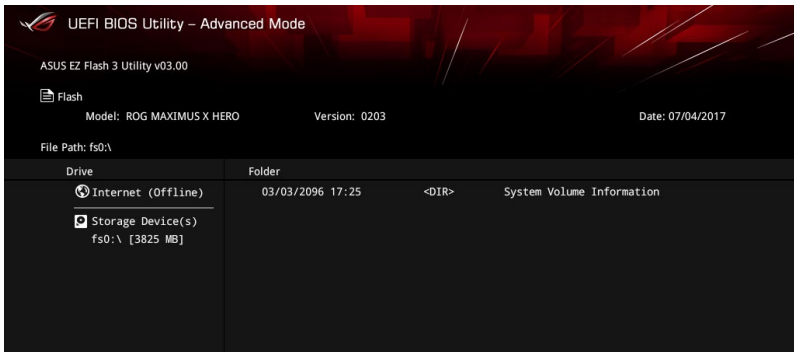 UEFI BIOS Utility – Advanced Mode
ASUS EZ Flash 3 Utility v03.00
Flash
Model: ROG MAXIMUS X HERO Version: 0203 Date: 07/04/2017
File Path: fs0:\
Drive Folder
Internet (Offline) 03/03/2096 17:25 <DIR> System Volume Information
Storage Device(s)
fs0:\ [3825 MB]